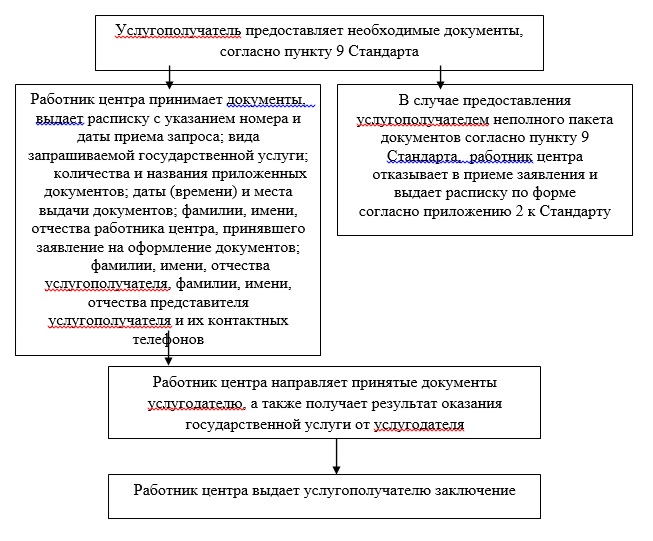 Услугополучатель предоставляет необходимые документы,
согласно пункту 9 Стандарта
Работник центра принимает документы,
выдает расписку с указанием номера и
даты приема запроса; вида
запрашиваемой государственной услуги;
количества и названия приложенных
документов; даты (времени) и места
выдачи документов; фамилии, имени,
отчества работника центра, принявшего
заявление на оформление документов;
фамилии, имени, отчества
услугополучателя, фамилии, имени,
отчества представителя
услугополучателя и их контактных
телефонов
В случае предоставления
услугополучателем неполного пакета
документов согласно пункту 9
Стандарта, работник центра
отказывает в приеме заявления и
выдает расписку по форме
согласно приложению 2 к Стандарту
Работник центра направляет принятые документы
услугодателю, а также получает результат оказания
государственной услуги от услугодателя
Работник центра выдает услугополучателю заключение